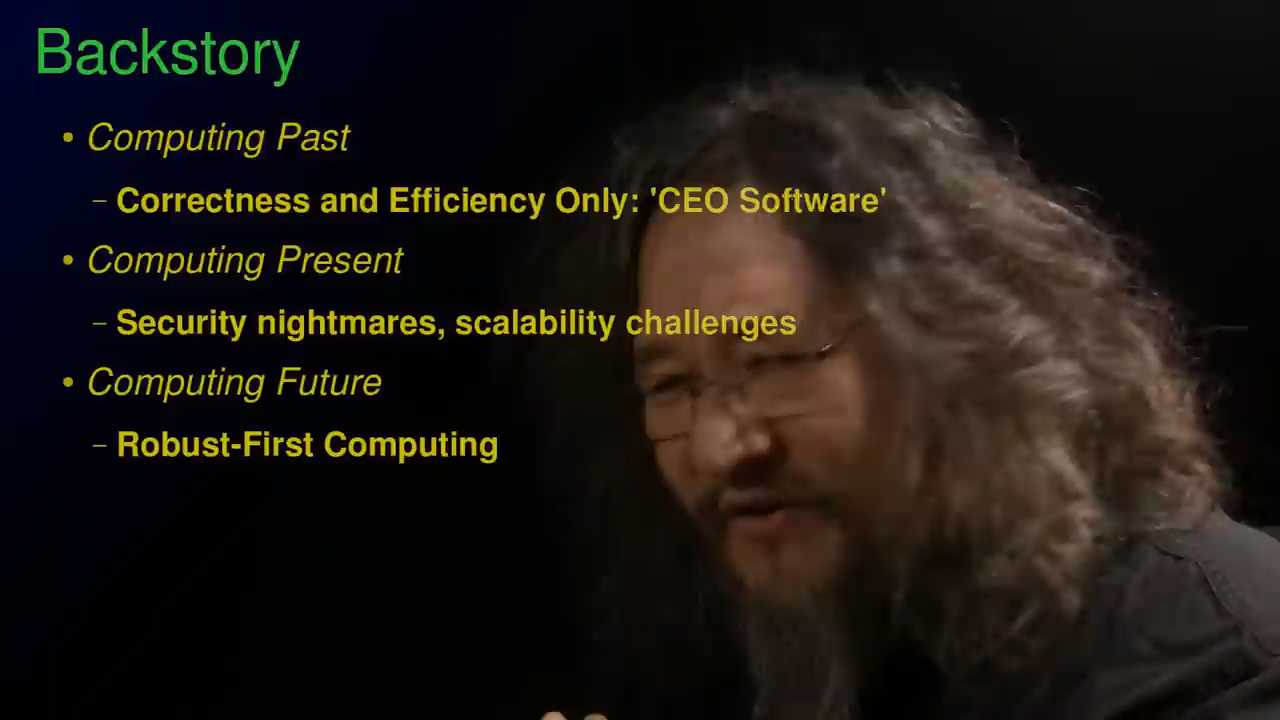 Backstory
• Computing Past
– Correctness and Efficiency Only: 'CEO Software'
• Computing Present
– Security nightmares, scalability challenges
• Computing Future
– Robust-First Computing